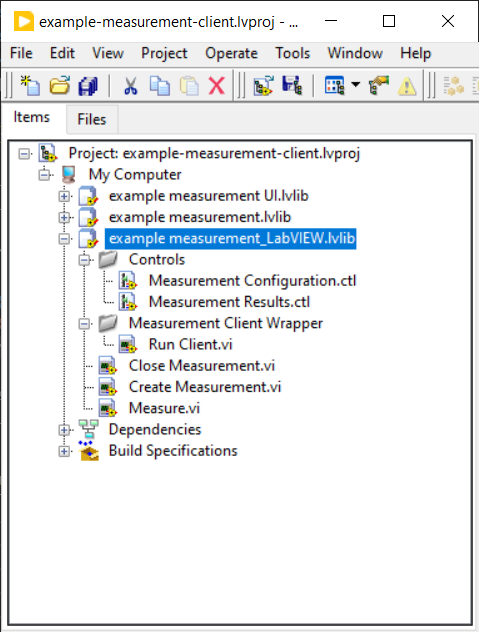 example-measurement-client.lvproj - ...
File Edit View Project Operate Tools Window Help
Items Files
Project: example-measurement-client.lvproj
My Computer
example measurement UI.lvlib
example measurement.lvlib
example measurement_LabVIEW.lvlib
Controls
Measurement Configuration.ctl
Measurement Results.ctl
Measurement Client Wrapper
Run Client.vi
Close Measurement.vi
Create Measurement.vi
Measure.vi
Dependencies
Build Specifications